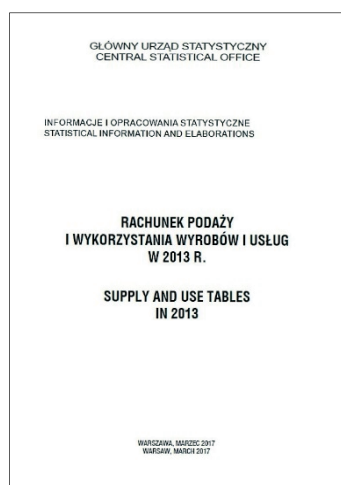 GŁÓWNY URZĄD STATYSTYCZNY
CENTRAL STATISTICAL OFFICE
INFORMACJE I OPRACOWANIA STATYSTYCZNE
STATISTICAL INFORMATION AND ELABORATIONS
RACHUNEK PODAŻY
I WYKORZYSTANIA WYROBÓW I USŁUG
W 2013 R.
SUPPLY AND USE TABLES
IN 2013
WARSZAWA, MARZEC 2017
WARSAW, MARCH 2017